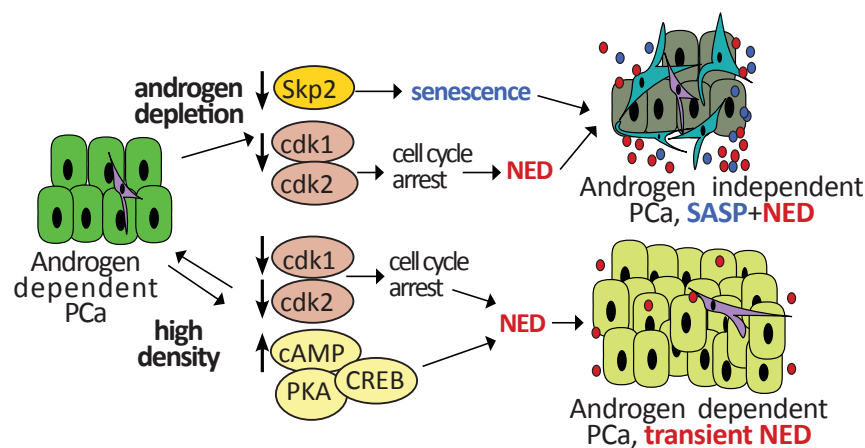 androgen
depletion
Skp2
senescence
cdk1
cdk2
cell cycle
arrest
NED
Androgen independent
PCa, SASP+NED
Androgen
dependent
PCa
high
density
cdk1
cdk2
cell cycle
arrest
cAMP
PKA
CREB
NED
Androgen dependent
PCa, transient NED